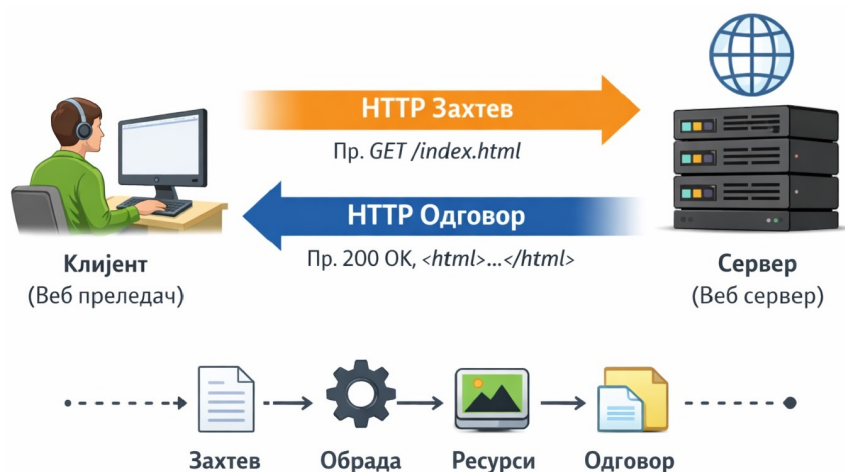 HTTP Захтев
Пр. GET /index.html
HTTP Одговор
Пр. 200 OK, <html>...</html>
Клијент
(Веб преледач)
Сервер
(Веб сервер)
Захтев
Обрада
Ресурси
Одговор